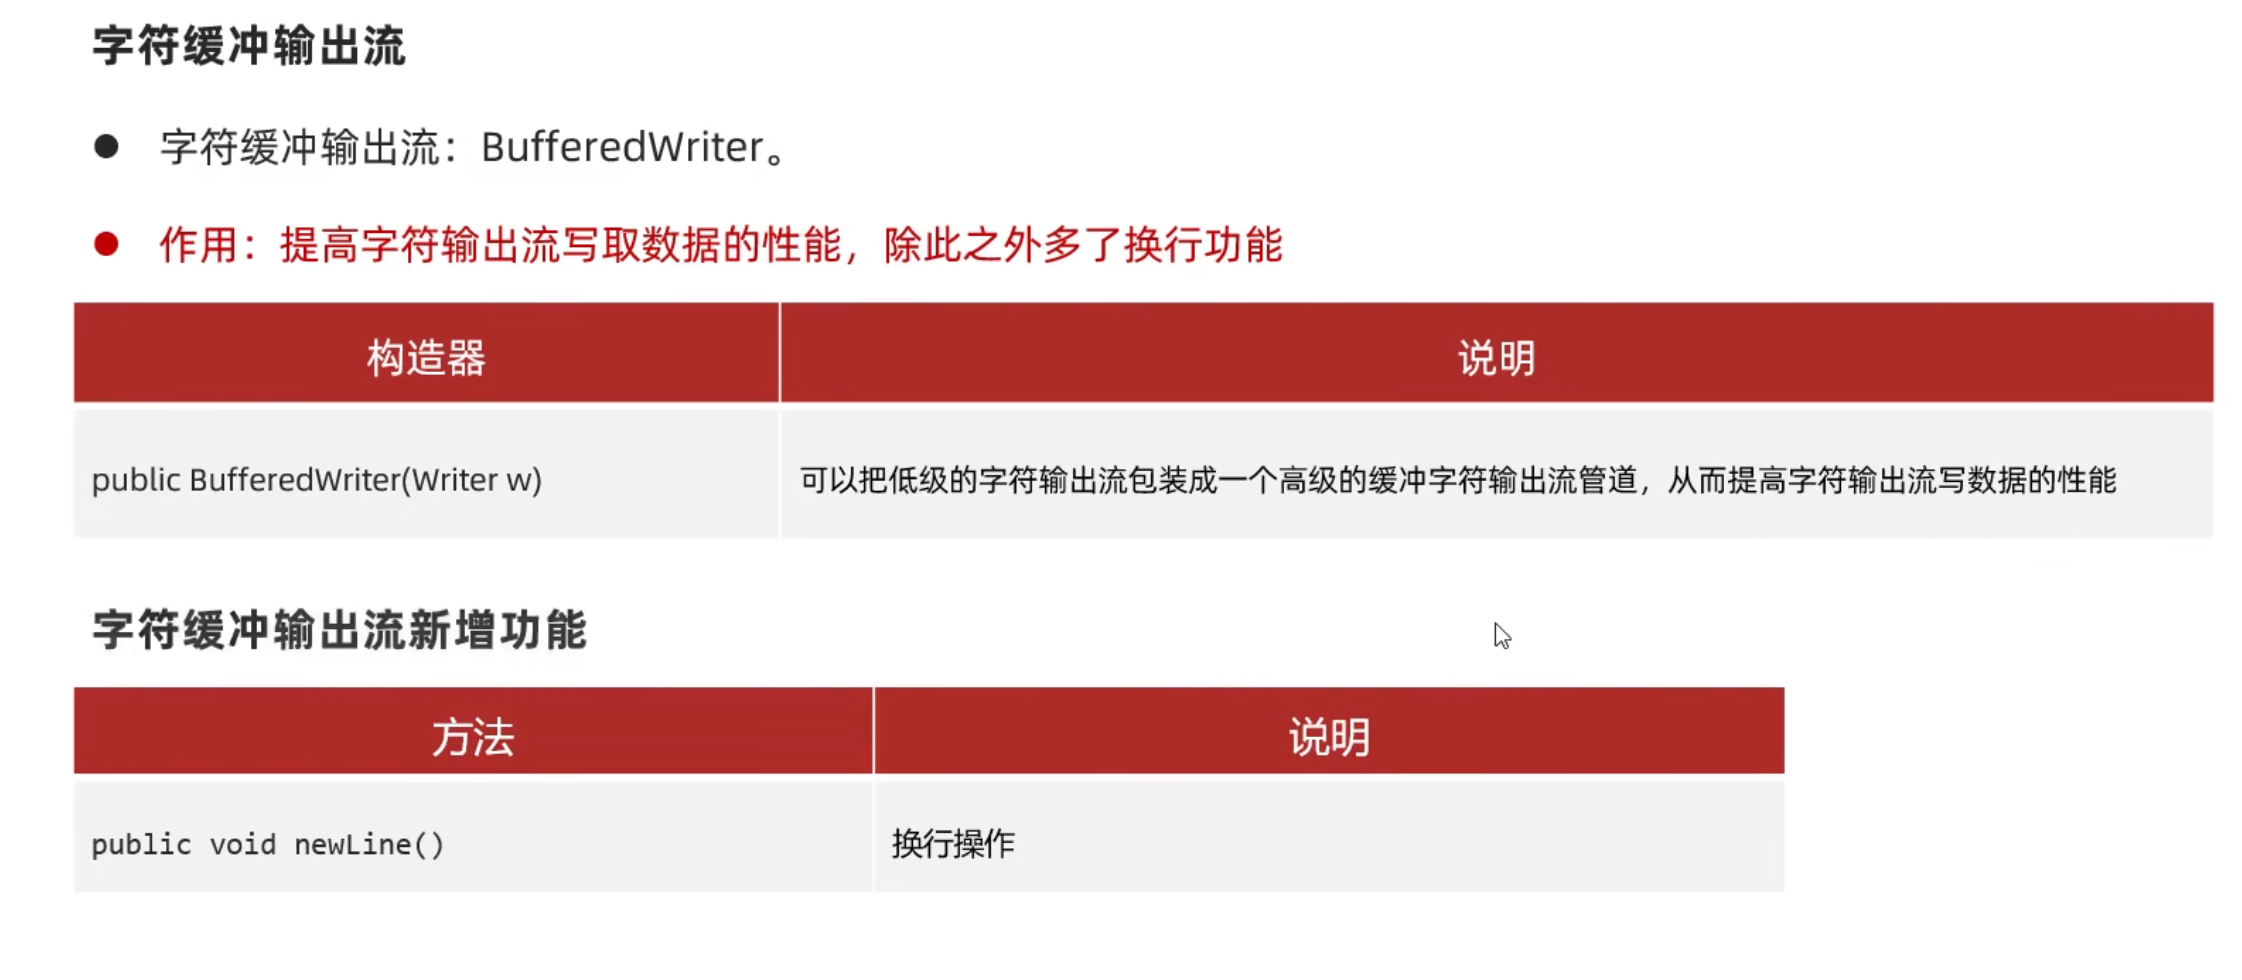 字符缓冲输出流
● 字符缓冲输出流：BufferedWriter。
● 作用：提高字符输出流写取数据的性能，除此之外多了换行功能
构造器 说明
public BufferedWriter(Writer w) 可以把低级的字符输出流包装成一个高级的缓冲字符输出流管道，从而提高字符输出流写数据的性能
字符缓冲输出流新增功能
方法 说明
public void newLine() 换行操作